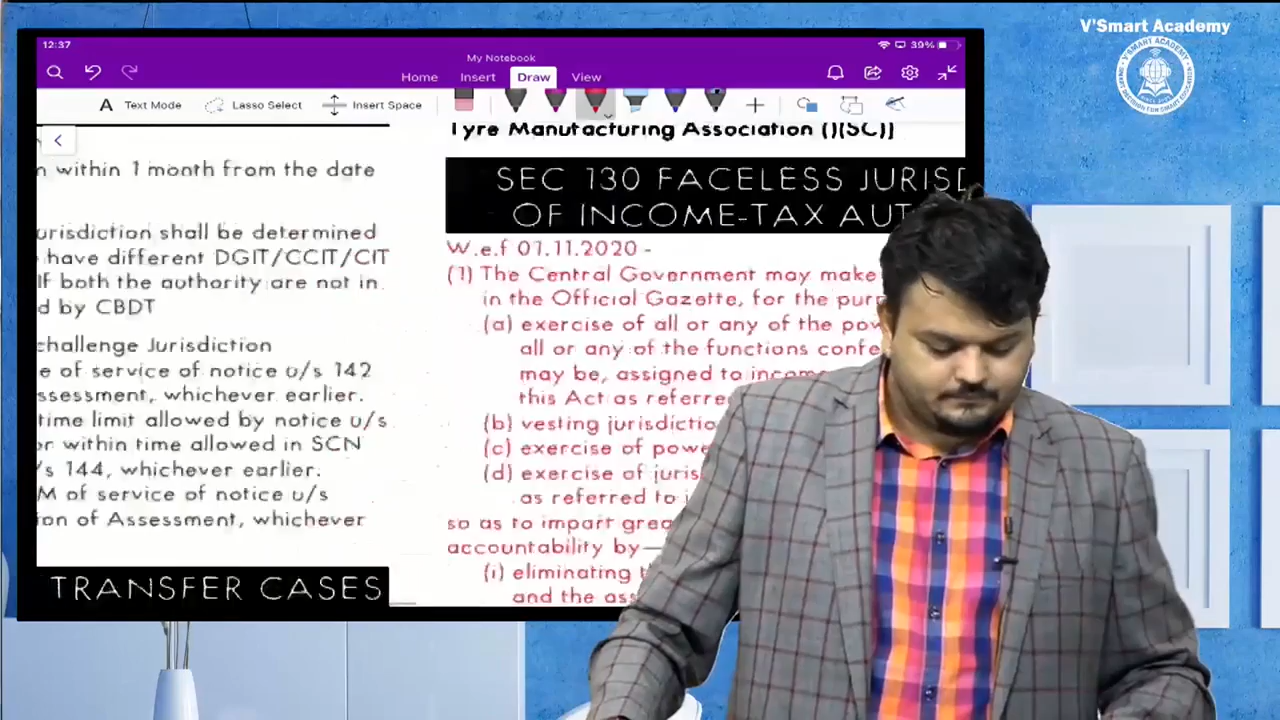 V'Smart Academy
12:37
39%
My Notebook
Home Insert Draw View
Text Mode Lasso Select Insert Space
Tyre Manufacturing Association ()(SC)]
n within 1 month from the date
urisdiction shall be determined
have different DGIT/CCIT/CIT
If both the authority are not in
d by CBDT
challenge Jurisdiction
e of service of notice u/s 142
ssessment, whichever earlier.
time limit allowed by notice u/s
or within time allowed in SCN
/s 144, whichever earlier.
M of service of notice u/s
ion of Assessment, whichever
TRANSFER CASES
SEC 130 FACELESS JURISD
OF INCOME-TAX AUT
W.e.f 01.11.2020 -
(1) The Central Government may make
in the Official Gazette, for the purp
(a) exercise of all or any of the pow
all or any of the functions confe
may be, assigned to incom
this Act as referre
(b) vesting jurisdictio
(c) exercise of powe
(d) exercise of juris
as referred to i
so as to impart grea
accountability by—
(i) eliminating t
and the ass